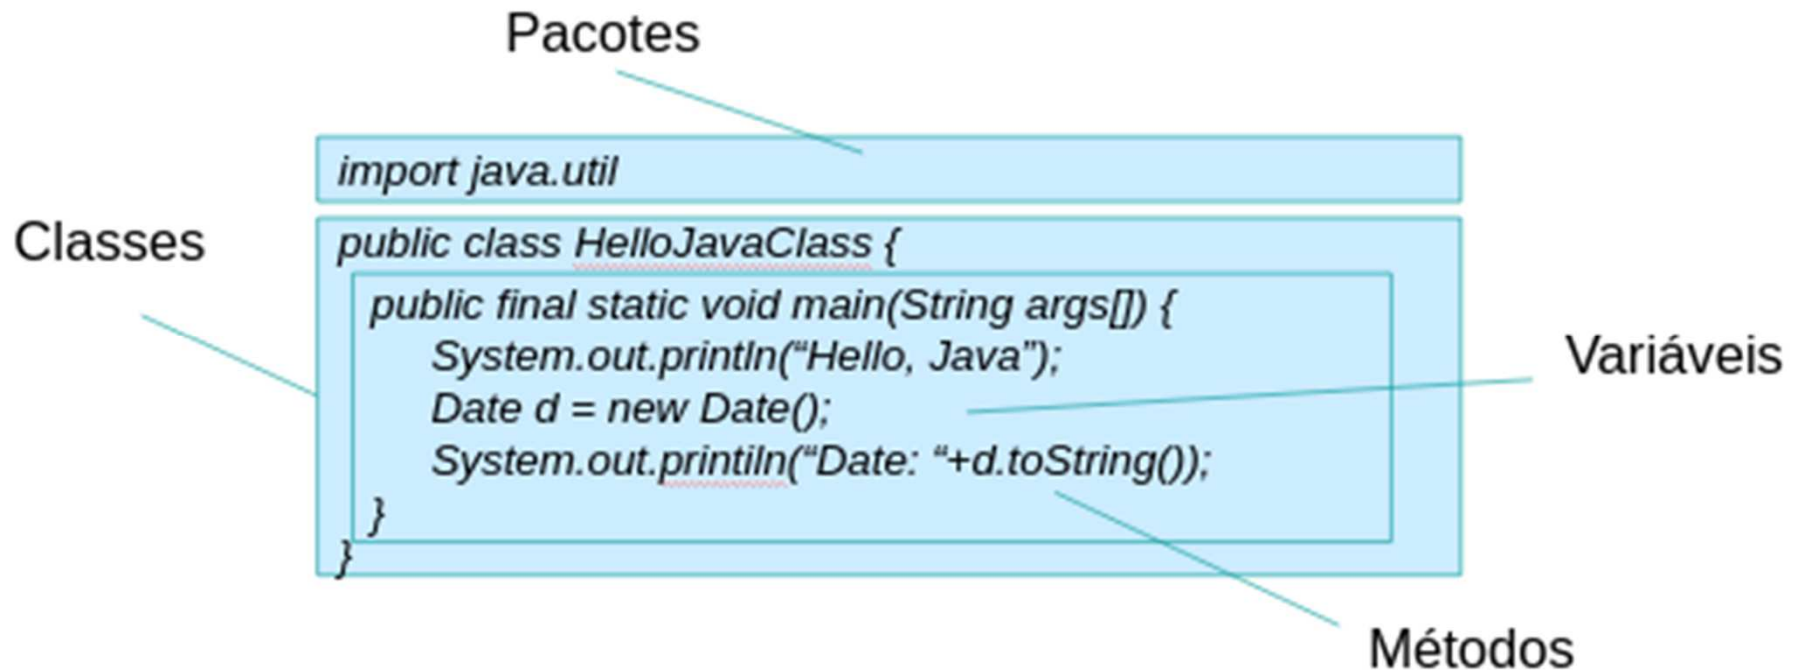 Pacotes
import java.util
Classes
public class HelloJavaClass {
public final static void main(String args[]) {
System.out.println(“Hello, Java”);
Variáveis
Date d = new Date();
System.out.printiln(“Date: “+d.toString());
}
}
Métodos